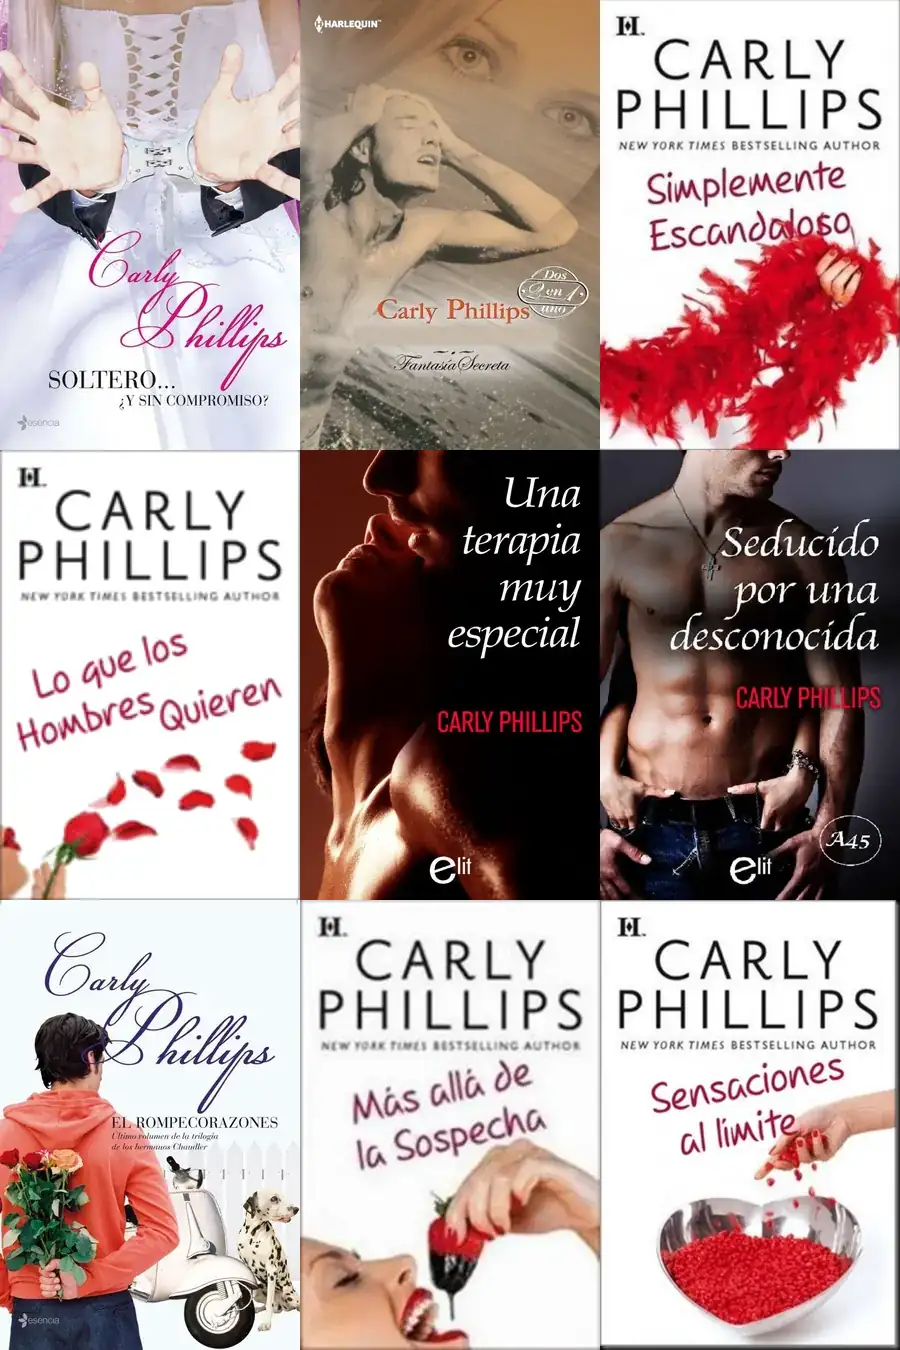 Carly
Phillips
SOLTERO...
¿Y SIN COMPROMISO?
esencia
HARLEQUIN™
Dos
2 en 1
uno
Carly Phillips
Fantasía Secreta
H.
CARLY
PHILLIPS
NEW YORK TIMES BESTSELLING AUTHOR
Simplemente
Escandaloso
H.
CARLY
PHILLIPS
NEW YORK TIMES BESTSELLING AUTHOR
Lo que los
Hombres Quieren
Una
terapia
muy
especial
CARLY PHILLIPS
elit
Seducido
por una
desconocida
CARLY PHILLIPS
A45
elit
Carly
Phillips
EL ROMPECORAZONES
Último volumen de la trilogía
de los hermanos Chandler
esencia
H.
CARLY
PHILLIPS
NEW YORK TIMES BESTSELLING AUTHOR
Más allá de
la Sospecha
H.
CARLY
PHILLIPS
NEW YORK TIMES BESTSELLING AUTHOR
Sensaciones
al límite